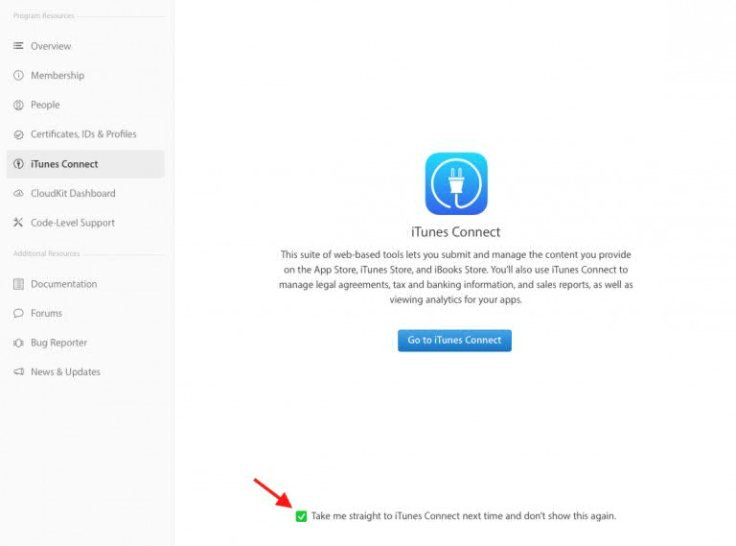 Program Resources
Overview
Membership
People
Certificates, IDs & Profiles
iTunes Connect
CloudKit Dashboard
Code-Level Support
Additional Resources
Documentation
Forums
Bug Reporter
News & Updates
iTunes Connect
This suite of web-based tools lets you submit and manage the content you provide
on the App Store, iTunes Store, and iBooks Store. You'll also use iTunes Connect to
manage legal agreements, tax and banking information, and sales reports, as well as
viewing analytics for your apps.
Go to iTunes Connect
Take me straight to iTunes Connect next time and don't show this again.